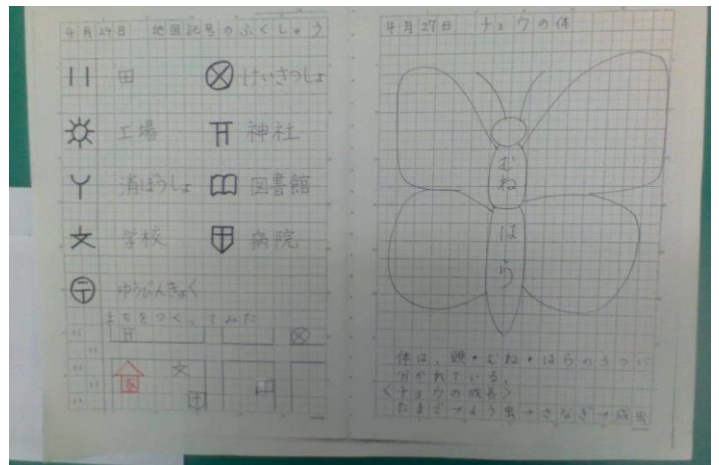 4月24日 地図記号のふくしゅう
田 けいさつしょ
工場 神社
消ぼうしょ 図書館
学校 病院
ゆうびんきょく
まちをつくってみた
4月27日 チョウの体
むね
はら
体は、頭・むね・はらの3つに
分かれている。
<チョウの成長>
たまご→よう虫→さなぎ→成虫